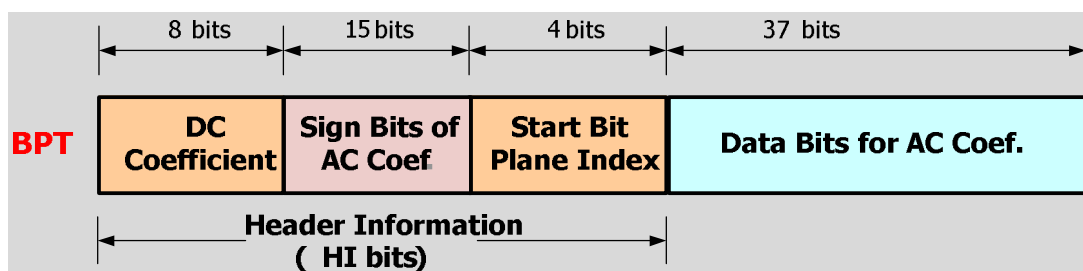 8 bits 15 bits 4 bits 37 bits
BPT
DC Sign Bits of Start Bit Data Bits for AC Coef.
Coefficient AC Coef Plane Index
Header Information
( HI bits)